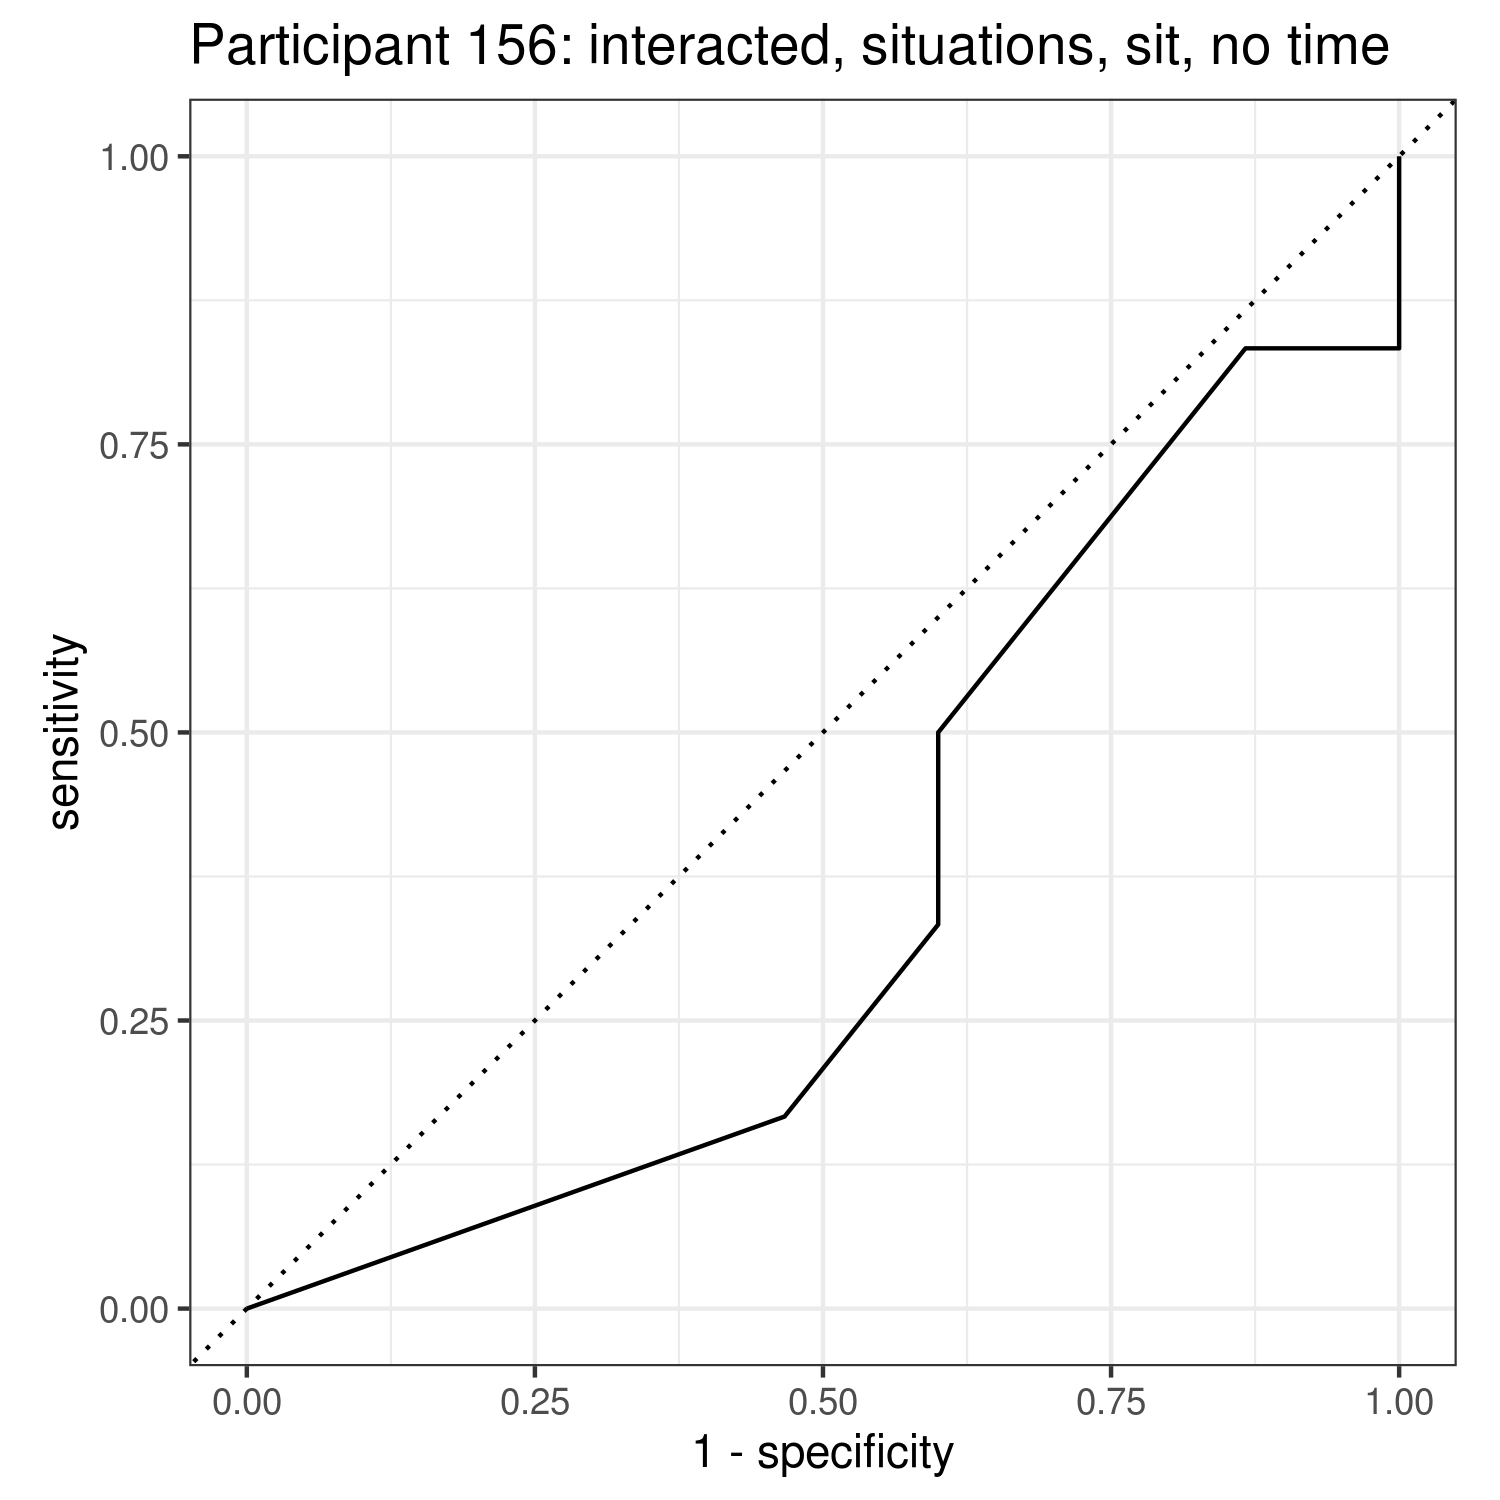 Participant 156: interacted, situations, sit, no time
1.00
0.75
0.50
0.25
0.00
sensitivity
0.00 0.25 0.50 0.75 1.00
1 - specificity